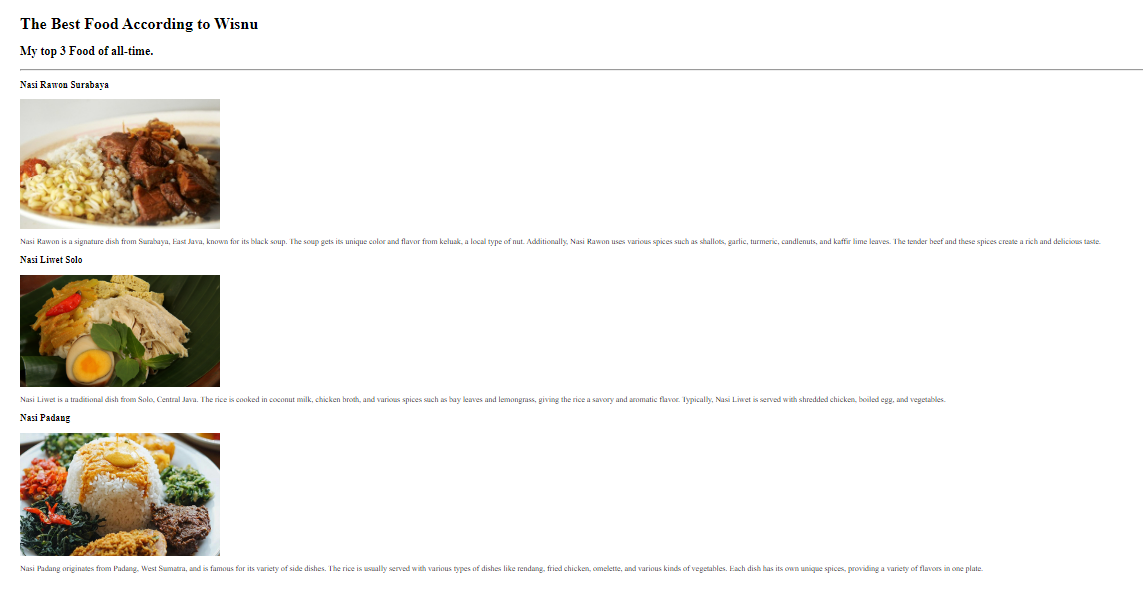 The Best Food According to Wisnu
My top 3 Food of all-time.
Nasi Rawon Surabaya
Nasi Rawon is a signature dish from Surabaya, East Java, known for its black soup. The soup gets its unique color and flavor from keluak, a local type of nut. Additionally, Nasi Rawon uses various spices such as shallots, garlic, turmeric, candlenuts, and kaffir lime leaves. The tender beef and these spices create a rich and delicious taste.
Nasi Liwet Solo
Nasi Liwet is a traditional dish from Solo, Central Java. The rice is cooked in coconut milk, chicken broth, and various spices such as bay leaves and lemongrass, giving the rice a savory and aromatic flavor. Typically, Nasi Liwet is served with shredded chicken, boiled egg, and vegetables.
Nasi Padang
Nasi Padang originates from Padang, West Sumatra, and is famous for its variety of side dishes. The rice is usually served with various types of dishes like rendang, fried chicken, omelette, and various kinds of vegetables. Each dish has its own unique spices, providing a variety of flavors in one plate.